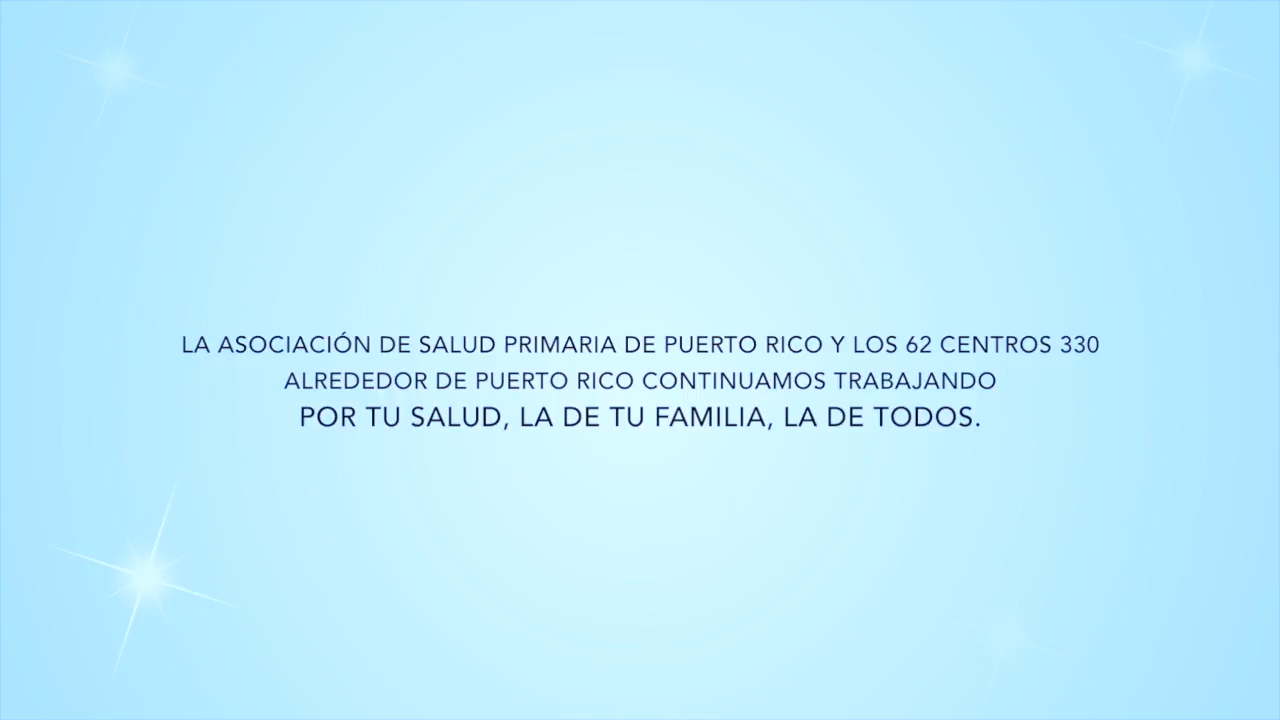 LA ASOCIACIÓN DE SALUD PRIMARIA DE PUERTO RICO Y LOS 62 CENTROS 330
ALREDEDOR DE PUERTO RICO CONTINUAMOS TRABAJANDO
POR TU SALUD, LA DE TU FAMILIA, LA DE TODOS.